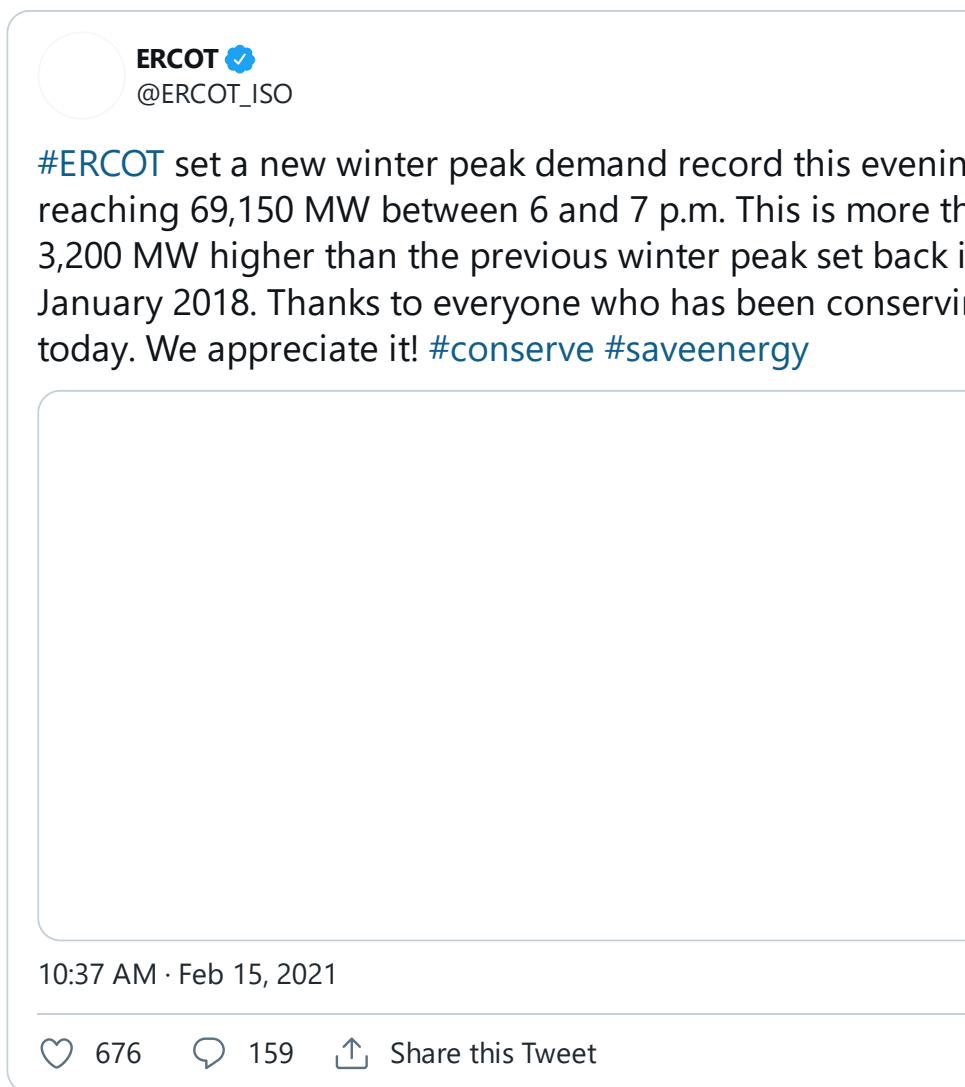 ERCOT
@ERCOT_ISO
#ERCOT set a new winter peak demand record this evenin
reaching 69,150 MW between 6 and 7 p.m. This is more th
3,200 MW higher than the previous winter peak set back i
January 2018. Thanks to everyone who has been conservi
today. We appreciate it! #conserve #saveenergy
10:37 AM · Feb 15, 2021
676 159 Share this Tweet